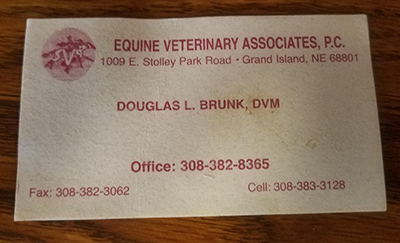 EQUINE VETERINARY ASSOCIATES, P.C.
1009 E. Stolley Park Road • Grand Island, NE 68801
DOUGLAS L. BRUNK, DVM
Office: 308-382-8365
Fax: 308-382-3062 Cell: 308-383-3128